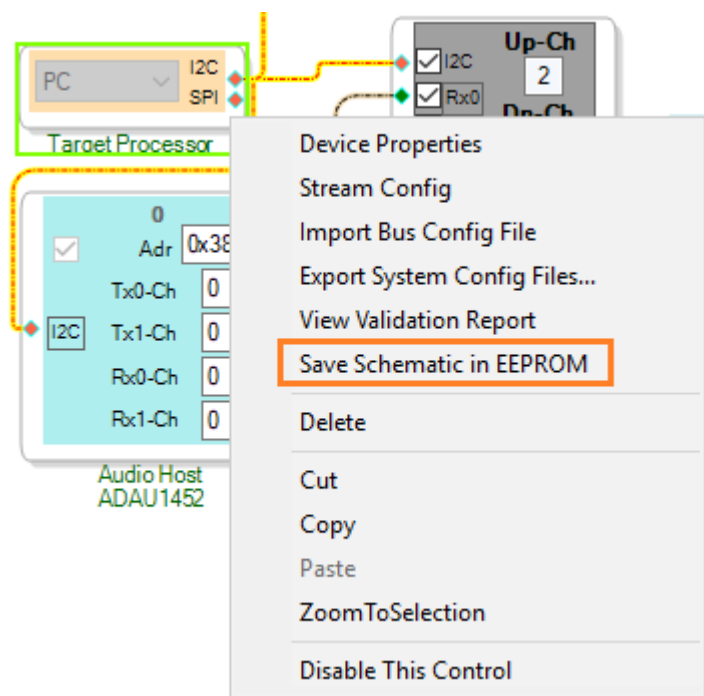 PC
I2C
SPI
Target Processor
I2C
Rx0
Up-Ch
2
Dn-Ch
0
Adr 0x38
Tx0-Ch 0
I2C
Tx1-Ch 0
Rx0-Ch 0
Rx1-Ch 0
Audio Host
ADAU1452
Device Properties
Stream Config
Import Bus Config File
Export System Config Files...
View Validation Report
Save Schematic in EEPROM
Delete
Cut
Copy
Paste
ZoomToSelection
Disable This Control